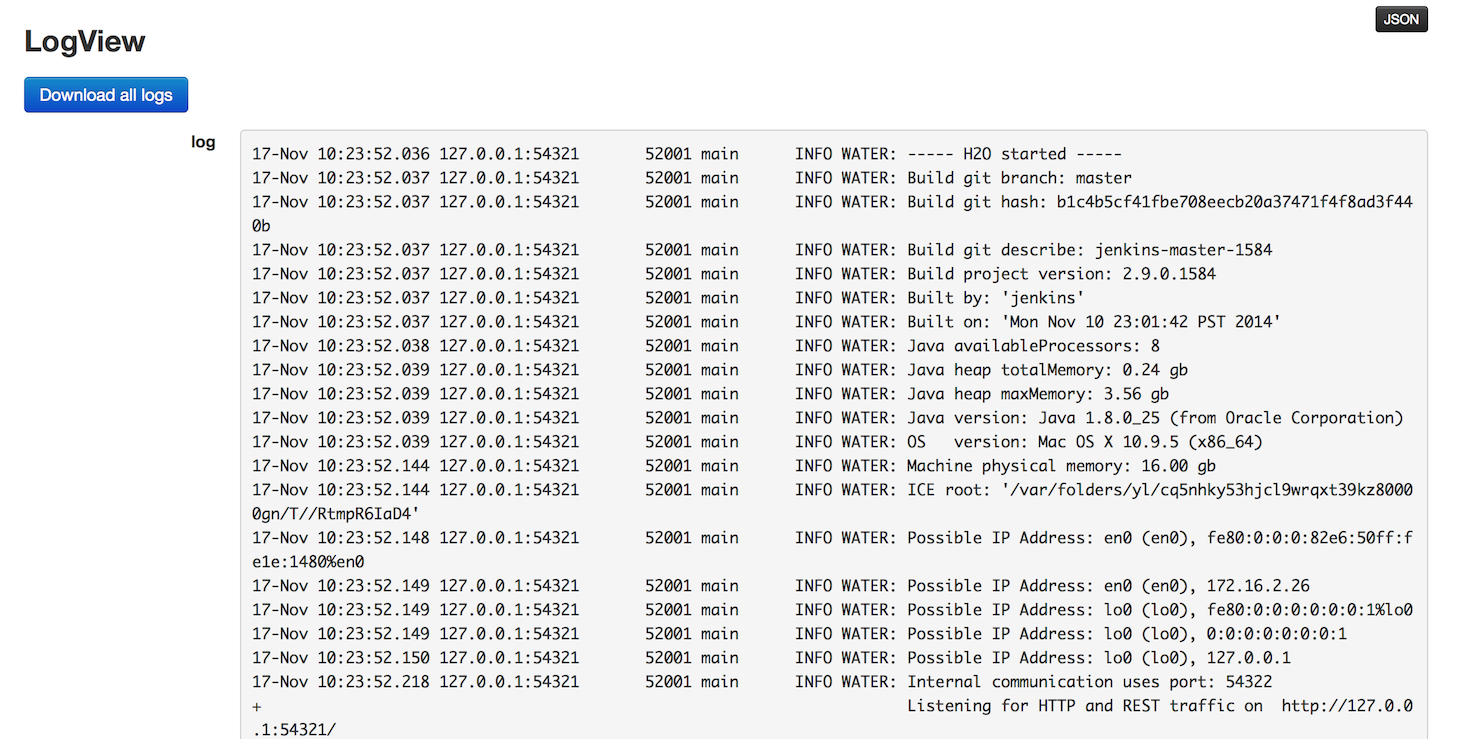 JSON
LogView
Download all logs
log
17-Nov 10:23:52.036 127.0.0.1:54321       52001 main      INFO WATER: ----- H2O started -----
17-Nov 10:23:52.037 127.0.0.1:54321       52001 main      INFO WATER: Build git branch: master
17-Nov 10:23:52.037 127.0.0.1:54321       52001 main      INFO WATER: Build git hash: b1c4b5cf41fbe708eecb20a37471f4f8ad3f44
0b
17-Nov 10:23:52.037 127.0.0.1:54321       52001 main      INFO WATER: Build git describe: jenkins-master-1584
17-Nov 10:23:52.037 127.0.0.1:54321       52001 main      INFO WATER: Build project version: 2.9.0.1584
17-Nov 10:23:52.037 127.0.0.1:54321       52001 main      INFO WATER: Built by: 'jenkins'
17-Nov 10:23:52.037 127.0.0.1:54321       52001 main      INFO WATER: Built on: 'Mon Nov 10 23:01:42 PST 2014'
17-Nov 10:23:52.038 127.0.0.1:54321       52001 main      INFO WATER: Java availableProcessors: 8
17-Nov 10:23:52.039 127.0.0.1:54321       52001 main      INFO WATER: Java heap totalMemory: 0.24 gb
17-Nov 10:23:52.039 127.0.0.1:54321       52001 main      INFO WATER: Java heap maxMemory: 3.56 gb
17-Nov 10:23:52.039 127.0.0.1:54321       52001 main      INFO WATER: Java version: Java 1.8.0_25 (from Oracle Corporation)
17-Nov 10:23:52.039 127.0.0.1:54321       52001 main      INFO WATER: OS   version: Mac OS X 10.9.5 (x86_64)
17-Nov 10:23:52.144 127.0.0.1:54321       52001 main      INFO WATER: Machine physical memory: 16.00 gb
17-Nov 10:23:52.144 127.0.0.1:54321       52001 main      INFO WATER: ICE root: '/var/folders/yl/cq5nhky53hjcl9wrqxt39kz8000
0gn/T//RtmpR6IaD4'
17-Nov 10:23:52.148 127.0.0.1:54321       52001 main      INFO WATER: Possible IP Address: en0 (en0), fe80:0:0:0:82e6:50ff:f
e1e:1480%en0
17-Nov 10:23:52.149 127.0.0.1:54321       52001 main      INFO WATER: Possible IP Address: en0 (en0), 172.16.2.26
17-Nov 10:23:52.149 127.0.0.1:54321       52001 main      INFO WATER: Possible IP Address: lo0 (lo0), fe80:0:0:0:0:0:0:1%lo0
17-Nov 10:23:52.149 127.0.0.1:54321       52001 main      INFO WATER: Possible IP Address: lo0 (lo0), 0:0:0:0:0:0:0:1
17-Nov 10:23:52.150 127.0.0.1:54321       52001 main      INFO WATER: Possible IP Address: lo0 (lo0), 127.0.0.1
17-Nov 10:23:52.218 127.0.0.1:54321       52001 main      INFO WATER: Internal communication uses port: 54322
+                                                                     Listening for HTTP and REST traffic on  http://127.0.0
.1:54321/